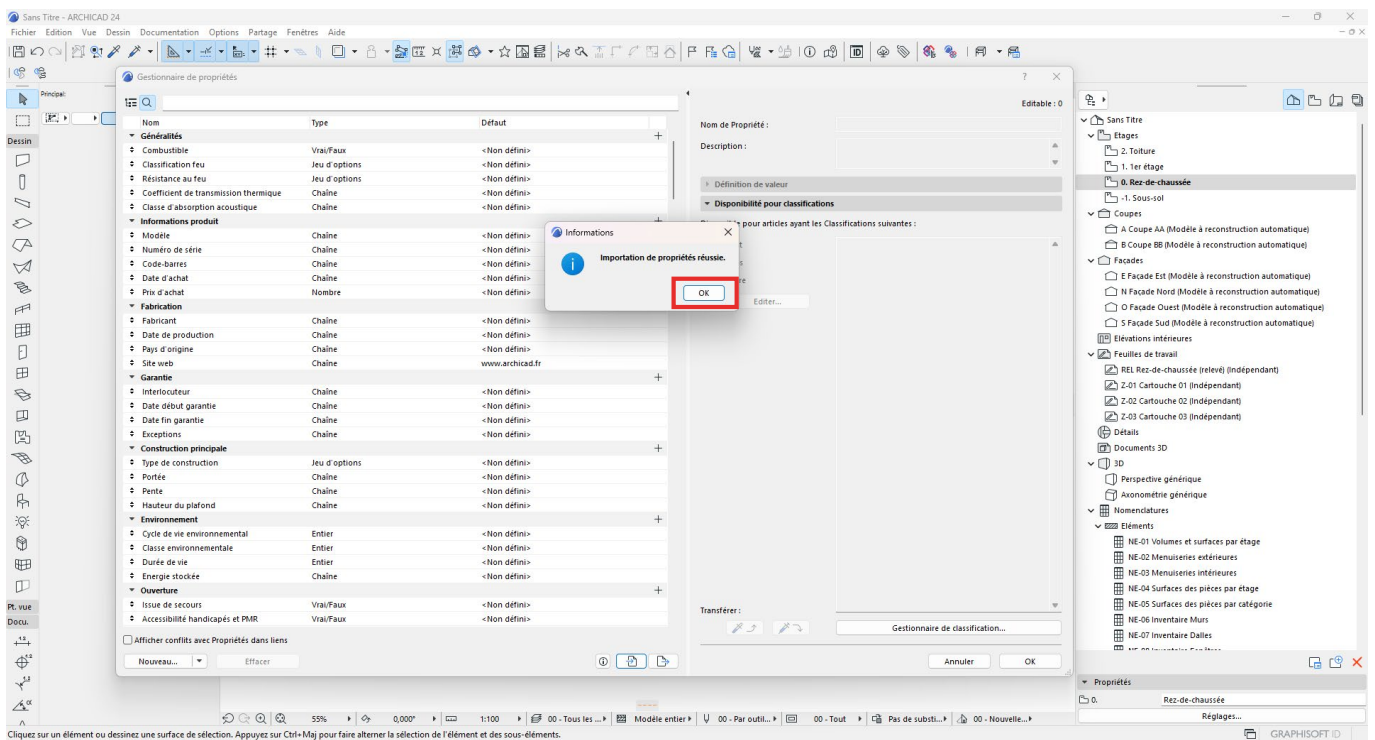 Sans Titre - ARCHICAD 24
Fichier Edition Vue Dessin Documentation Options Partage Fenêtres Aide
Gestionnaire de propriétés
Principal:
Editable : 0
Nom Type Défaut
Généralités
Combustible Vrai/Faux <Non défini>
Classification feu Jeu d'options <Non défini>
Résistance au feu Jeu d'options <Non défini>
Coefficient de transmission thermique Chaîne <Non défini>
Classe d'absorption acoustique Chaîne <Non défini>
Informations produit
Modèle Chaîne <Non défini>
Numéro de série Chaîne <Non défini>
Code-barres Chaîne <Non défini>
Date d'achat Chaîne <Non défini>
Prix d'achat Nombre <Non défini>
Fabrication
Fabricant Chaîne <Non défini>
Date de production Chaîne <Non défini>
Pays d'origine Chaîne <Non défini>
Site web Chaîne www.archicad.fr
Garantie
Interlocuteur Chaîne <Non défini>
Date début garantie Chaîne <Non défini>
Date fin garantie Chaîne <Non défini>
Exceptions Chaîne <Non défini>
Construction principale
Type de construction Jeu d'options <Non défini>
Portée Chaîne <Non défini>
Pente Chaîne <Non défini>
Hauteur du plafond Chaîne <Non défini>
Environnement
Cycle de vie environnemental Entier <Non défini>
Classe environnementale Entier <Non défini>
Durée de vie Entier <Non défini>
Energie stockée Chaîne <Non défini>
Ouverture
Issue de secours Vrai/Faux <Non défini>
Accessibilité handicapés et PMR Vrai/Faux <Non défini>
Afficher conflits avec Propriétés dans liens
Nouveau... Effacer
Nom de Propriété :
Description :
Définition de valeur
Disponibilité pour classifications
pour articles ayant les Classifications suivantes :
Editer...
Transférer :
Gestionnaire de classification...
Annuler OK
Informations
Importation de propriétés réussie.
OK
Dessin
Pt. vue
Docu.
Sans Titre
Etages
2. Toiture
1. 1er étage
0. Rez-de-chaussée
-1. Sous-sol
Coupes
A Coupe AA (Modèle à reconstruction automatique)
B Coupe BB (Modèle à reconstruction automatique)
Façades
E Façade Est (Modèle à reconstruction automatique)
N Façade Nord (Modèle à reconstruction automatique)
O Façade Ouest (Modèle à reconstruction automatique)
S Façade Sud (Modèle à reconstruction automatique)
Elévations intérieures
Feuilles de travail
REL Rez-de-chaussée (relevé) (Indépendant)
Z-01 Cartouche 01 (Indépendant)
Z-02 Cartouche 02 (Indépendant)
Z-03 Cartouche 03 (Indépendant)
Détails
Documents 3D
3D
Perspective générique
Axonométrie générique
Nomenclatures
Eléments
NE-01 Volumes et surfaces par étage
NE-02 Menuiseries extérieures
NE-03 Menuiseries intérieures
NE-04 Surfaces des pièces par étage
NE-05 Surfaces des pièces par catégorie
NE-06 Inventaire Murs
NE-07 Inventaire Dalles
Propriétés
0. Rez-de-chaussée
Réglages...
55% 0,000° 1:100 00 - Tous les ... Modèle entier 00 - Par outil... 00 - Tout Pas de substi... 00 - Nouvelle...
Cliquez sur un élément ou dessinez une surface de sélection. Appuyez sur Ctrl+Maj pour faire alterner la sélection de l'élément et des sous-éléments.
GRAPHISOFT ID